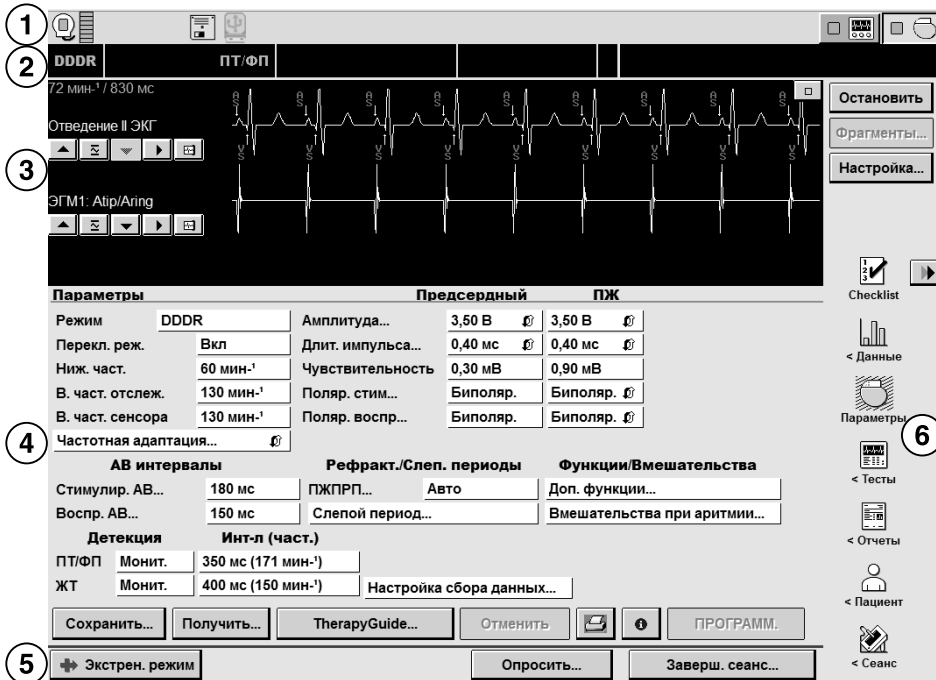 1
2
DDDR ПТ/ФП
72 мин-¹ / 830 мс
Отведение II ЭКГ
3
ЭГМ1: Atip/Aring
A S A S A S A S A S A S A S A S
V S V S V S V S V S V S V S V S
Остановить
Фрагменты...
Настройка...
Checklist
< Данные
Параметры
6
< Тесты
< Отчеты
< Пациент
< Сеанс
Параметры Предсердный ПЖ
Режим DDDR Амплитуда... 3,50 В 3,50 В
Перекл. реж. Вкл Длит. импульса... 0,40 мс 0,40 мс
Ниж. част. 60 мин-¹ Чувствительность 0,30 мВ 0,90 мВ
В. част. отслеж. 130 мин-¹ Поляр. стим... Биполяр. Биполяр.
В. част. сенсора 130 мин-¹ Поляр. воспр... Биполяр. Биполяр.
4
Частотная адаптация...
АВ интервалы Рефракт./Слеп. периоды Функции/Вмешательства
Стимулир. АВ... 180 мс ПЖПРП... Авто Доп. функции...
Воспр. АВ... 150 мс Слепой период... Вмешательства при аритмии...
Детекция Инт-л (част.)
ПТ/ФП Монит. 350 мс (171 мин-¹)
ЖТ Монит. 400 мс (150 мин-¹) Настройка сбора данных...
Сохранить... Получить... TherapyGuide... Отменить ПРОГРАММ.
5
Экстрен. режим Опросить... Заверш. сеанс...